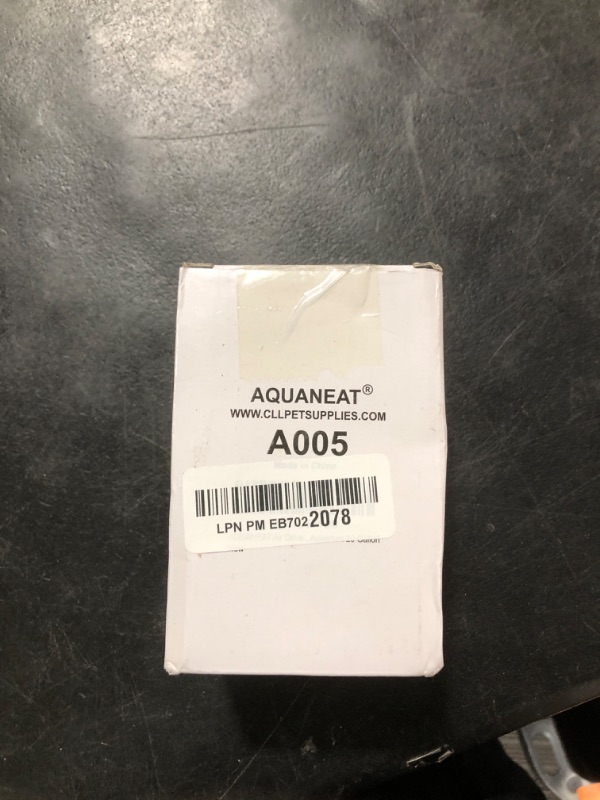 AQUANEAT®
WWW.CLLPETSUPPLIES.COM
A005
Made in China
LPN PM EB7022078
Gallon